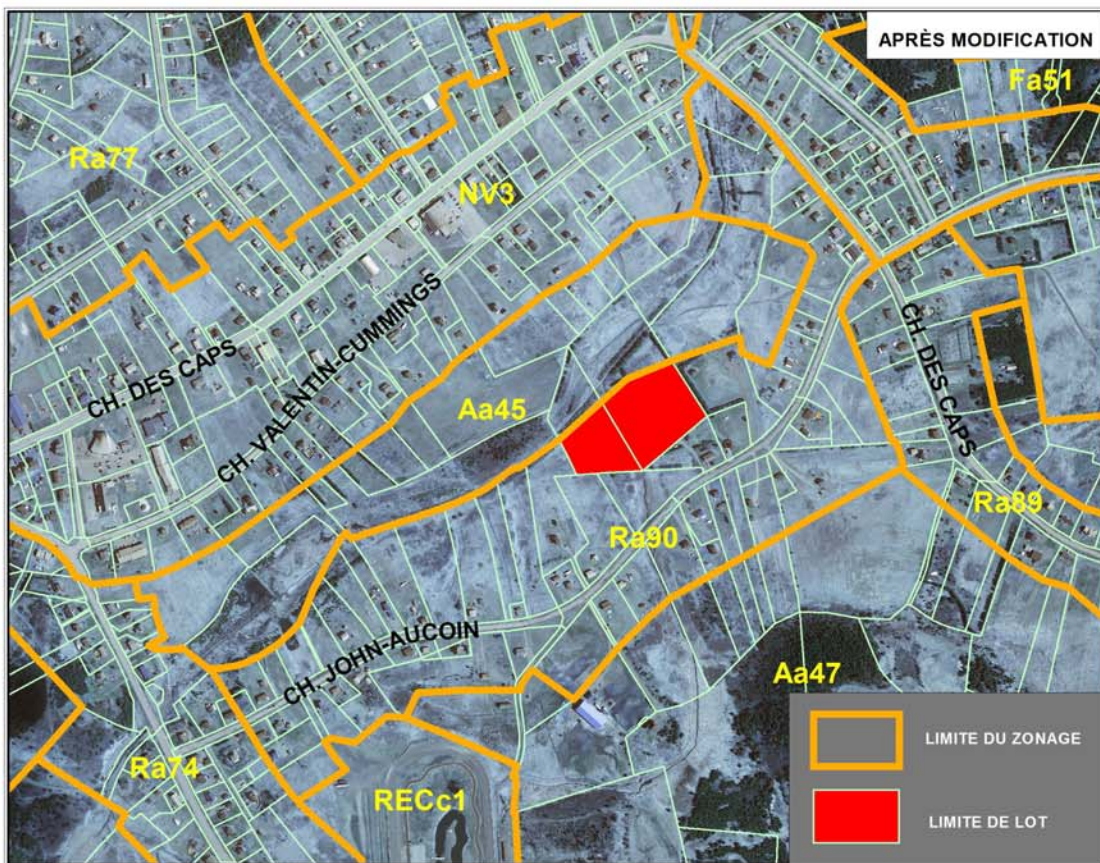 APRÈS MODIFICATION
Fa51
Ra77
NV3
CH. DES CAPS
CH. VALENTIN-CUMMINGS
CH. DES CAPS
Aa45
Ra89
Ra90
CH. JOHN-AUCOIN
Aa47
Ra74
RECc1
LIMITE DU ZONAGE
LIMITE DE LOT